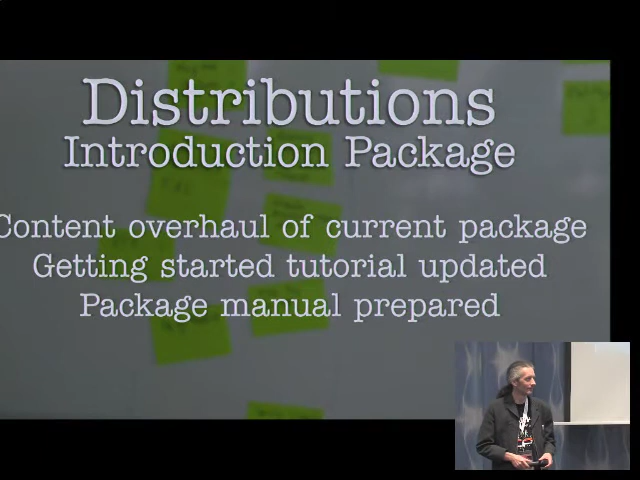 Distributions
Introduction Package
Content overhaul of current package
Getting started tutorial updated
Package manual prepared